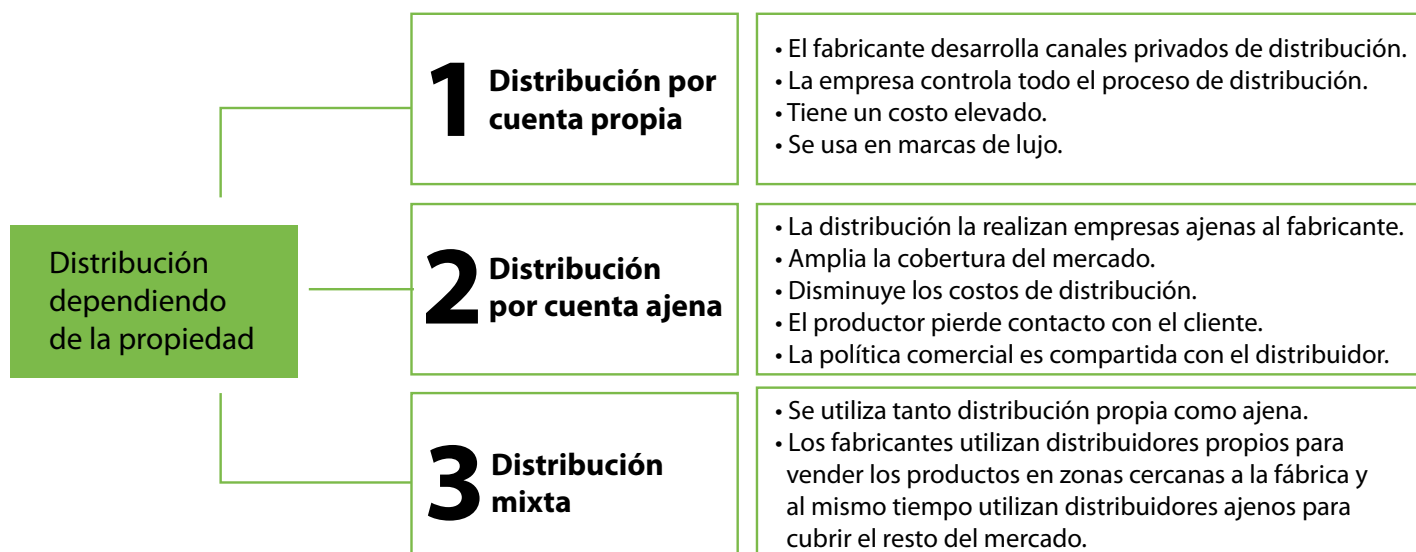 Distribución
dependiendo
de la propiedad
1
Distribución por
cuenta propia
• El fabricante desarrolla canales privados de distribución.
• La empresa controla todo el proceso de distribución.
• Tiene un costo elevado.
• Se usa en marcas de lujo.
2
Distribución
por cuenta ajena
• La distribución la realizan empresas ajenas al fabricante.
• Amplia la cobertura del mercado.
• Disminuye los costos de distribución.
• El productor pierde contacto con el cliente.
• La política comercial es compartida con el distribuidor.
3
Distribución
mixta
• Se utiliza tanto distribución propia como ajena.
• Los fabricantes utilizan distribuidores propios para
vender los productos en zonas cercanas a la fábrica y
al mismo tiempo utilizan distribuidores ajenos para
cubrir el resto del mercado.